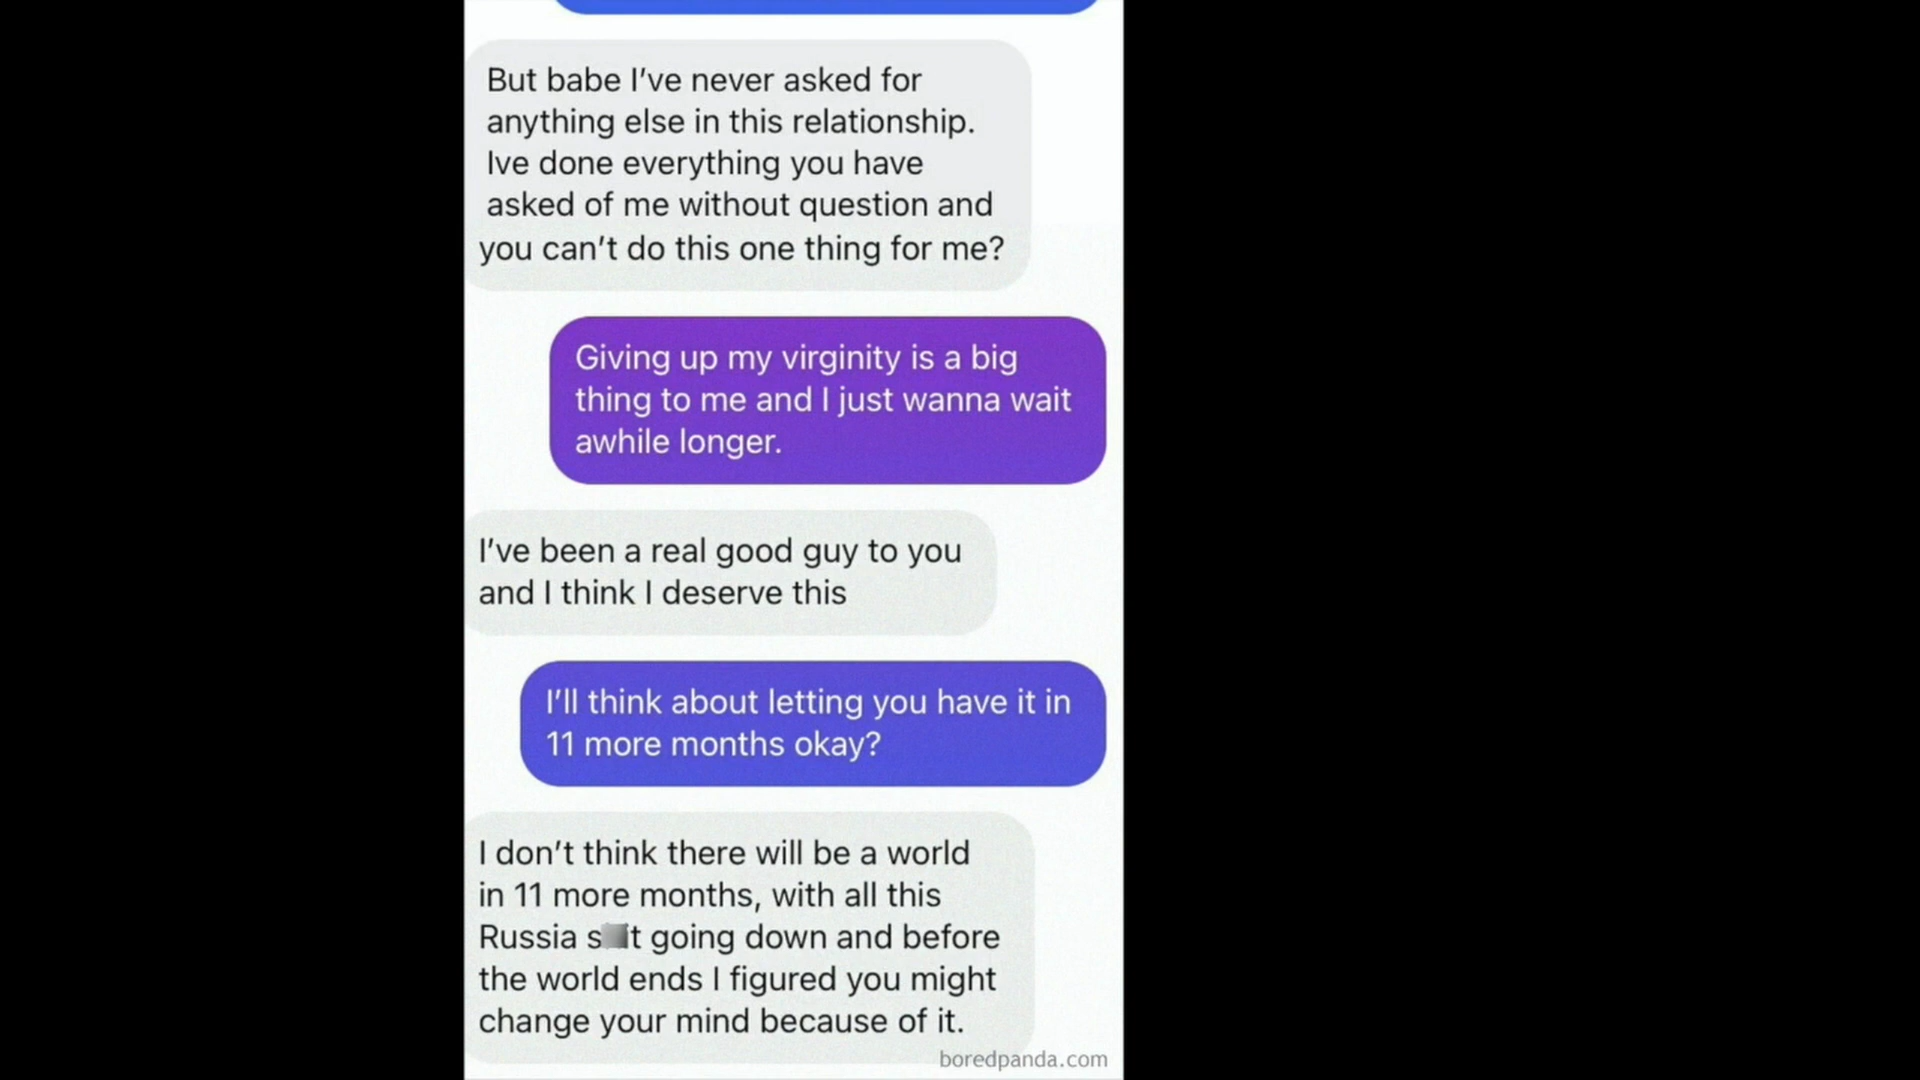 But babe I’ve never asked for
anything else in this relationship.
Ive done everything you have
asked of me without question and
you can’t do this one thing for me?
Giving up my virginity is a big
thing to me and I just wanna wait
awhile longer.
I’ve been a real good guy to you
and I think I deserve this
I’ll think about letting you have it in
11 more months okay?
I don’t think there will be a world
in 11 more months, with all this
Russia s it going down and before
the world ends I figured you might
change your mind because of it.
boredpanda.com